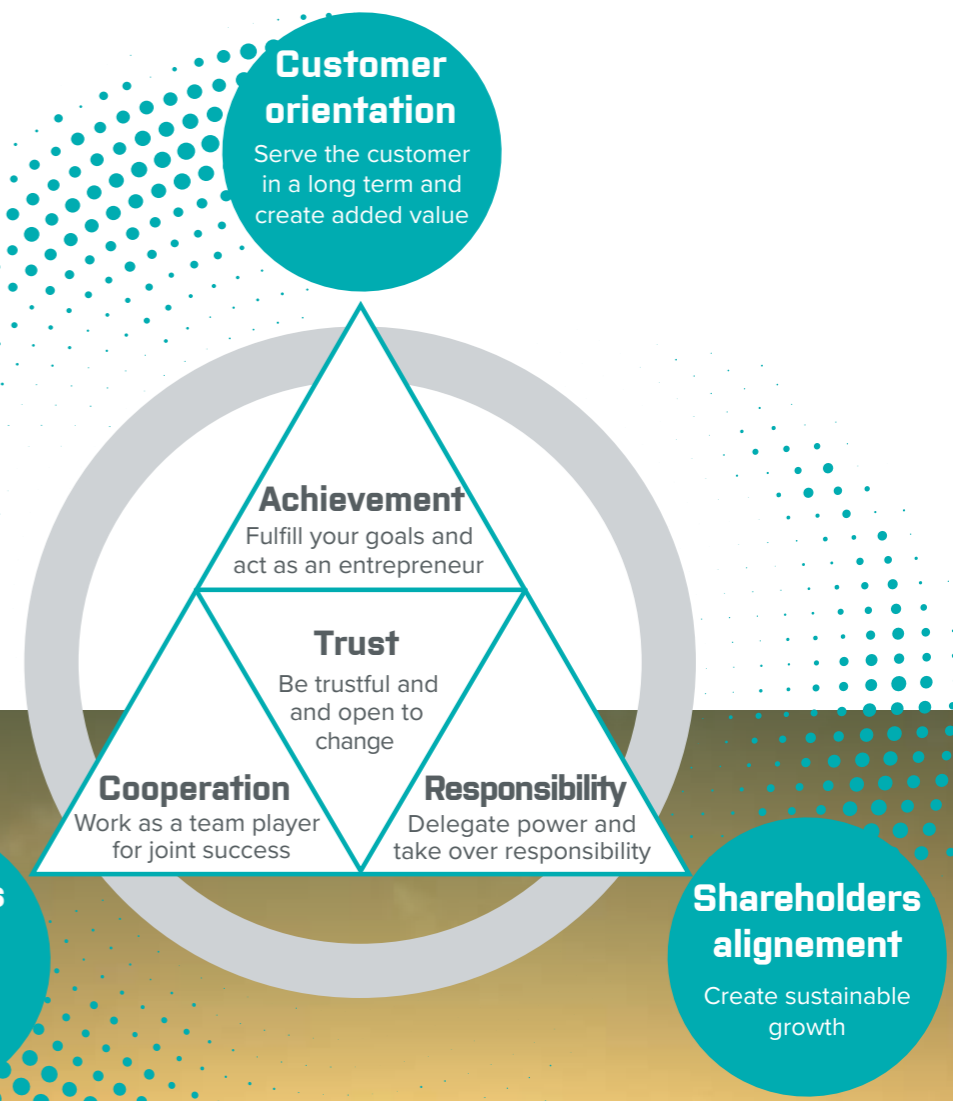 Customer
orientation
Serve the customer
in a long term and
create added value
Achievement
Fulfill your goals and
act as an entrepreneur
Trust
Be trustful and
and open to
change
Cooperation
Work as a team player
for joint success
Responsibility
Delegate power and
take over responsibility
Shareholders
alignement
Create sustainable
growth